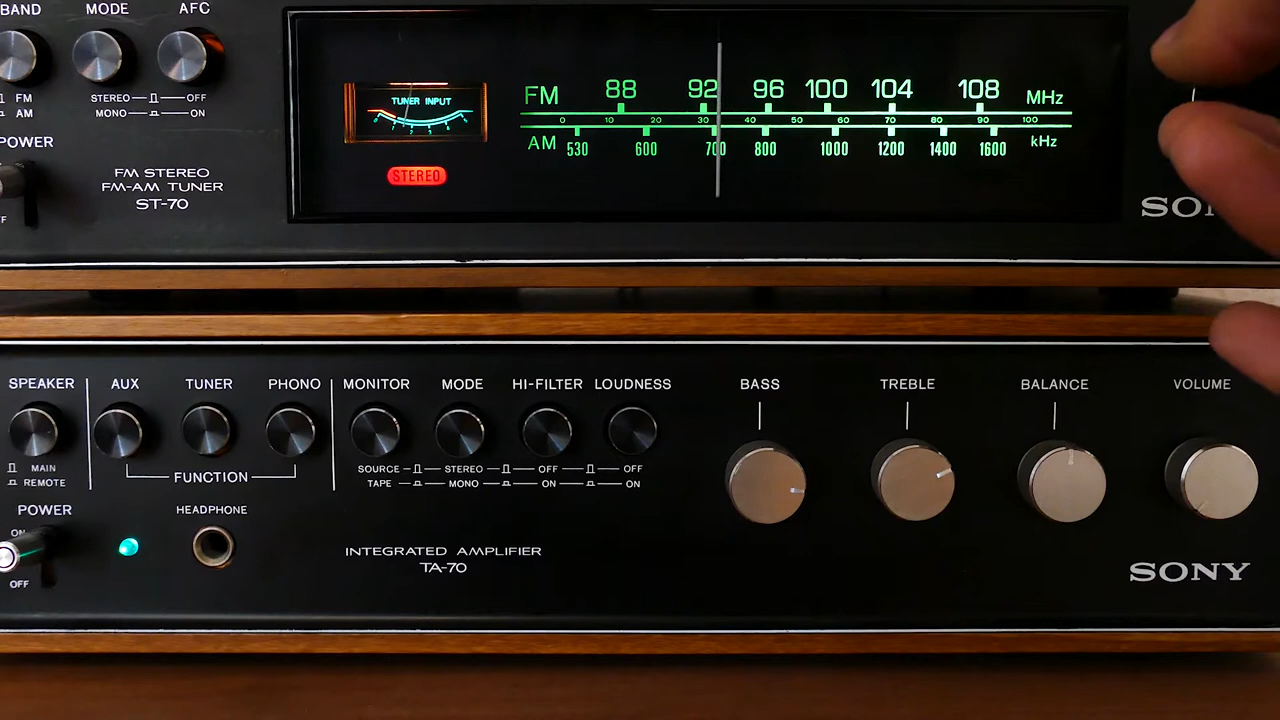 BAND MODE AFC
FM STEREO OFF
AM MONO ON
POWER
FM STEREO
FM-AM TUNER
ST-70
TUNER INPUT
STEREO
FM 88 92 96 100 104 108 MHz
0 10 20 30 40 50 60 70 80 90 100
AM 530 600 700 800 1000 1200 1400 1600 kHz
SON
SPEAKER AUX TUNER PHONO MONITOR MODE HI-FILTER LOUDNESS BASS TREBLE BALANCE VOLUME
MAIN SOURCE STEREO OFF OFF
REMOTE FUNCTION TAPE MONO ON ON
POWER HEADPHONE
ON
OFF
INTEGRATED AMPLIFIER
TA-70
SONY